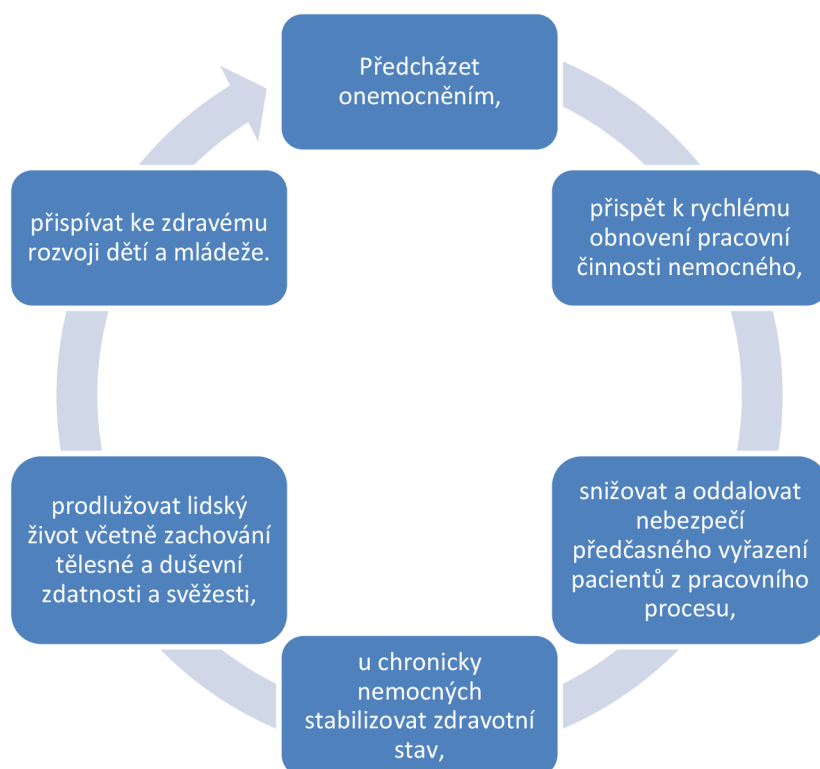 Předcházet
onemocněním,
přispět k rychlému
obnovení pracovní
činnosti nemocného,
snižovat a oddalovat
nebezpečí
předčasného vyřazení
pacientů z pracovního
procesu,
u chronicky
nemocných
stabilizovat zdravotní
stav,
prodlužovat lidský
život včetně zachování
tělesné a duševní
zdatnosti a svěžesti,
přispívat ke zdravému
rozvoji dětí a mládeže.